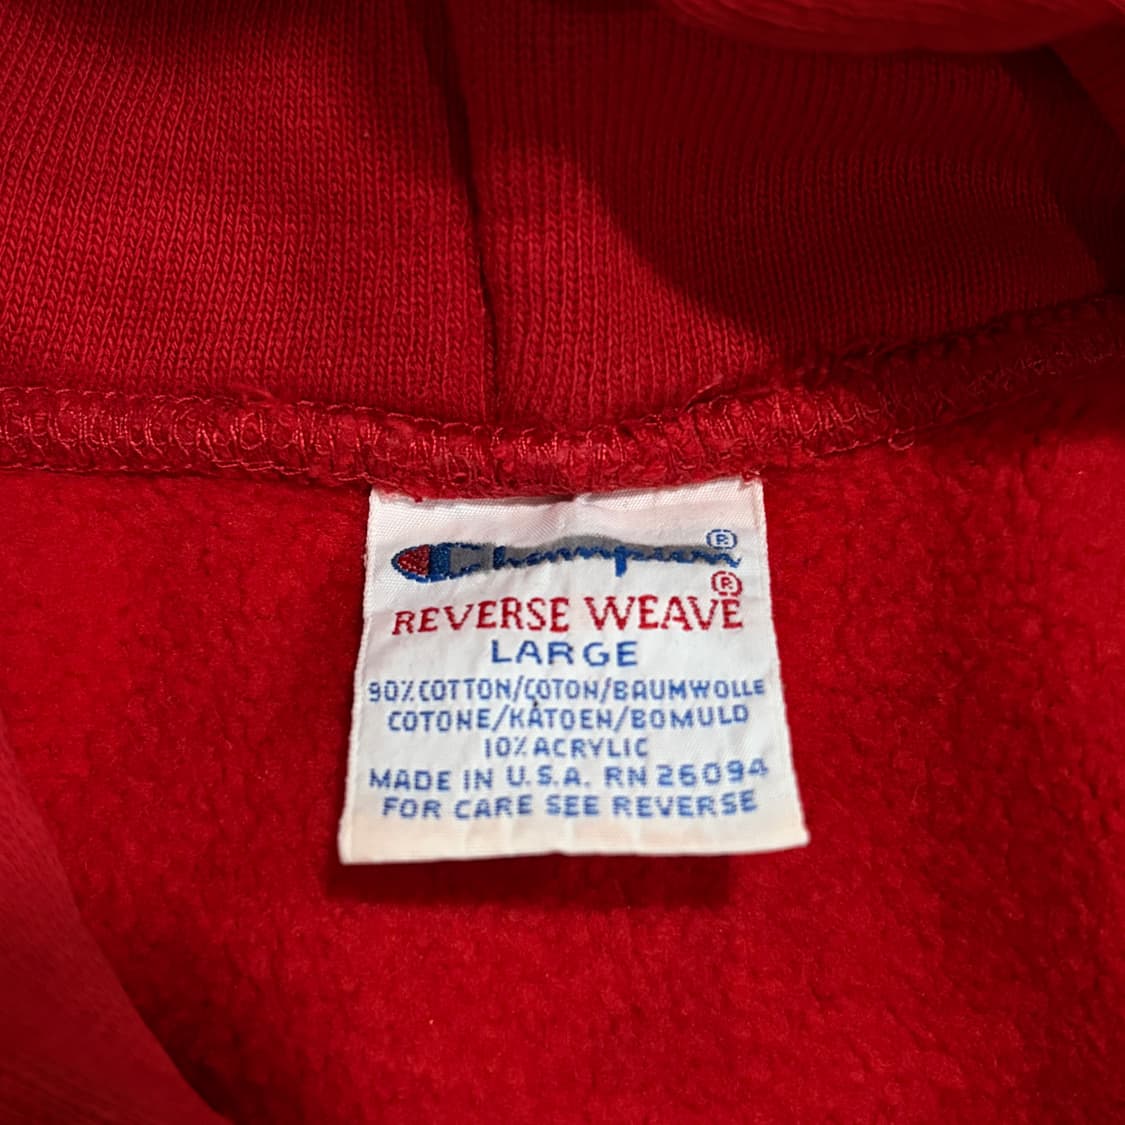 Champion®
REVERSE WEAVE®
LARGE
90% COTTON/COTON/BAUMWOLLE
COTONE/KATOEN/BOMULD
10% ACRYLIC
MADE IN U.S.A. RN 26094
FOR CARE SEE REVERSE